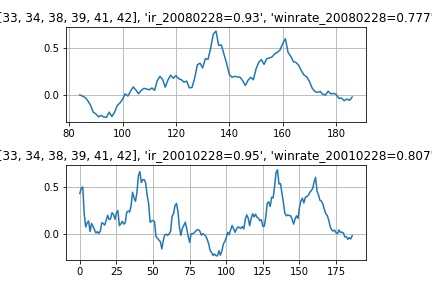 [33, 34, 38, 39, 41, 42], 'ir_20080228=0.93', 'winrate_20080228=0.777'
0.5
0.0
80 100 120 140 160 180
[33, 34, 38, 39, 41, 42], 'ir_20010228=0.95', 'winrate_20010228=0.807'
0.5
0.0
0 25 50 75 100 125 150 175